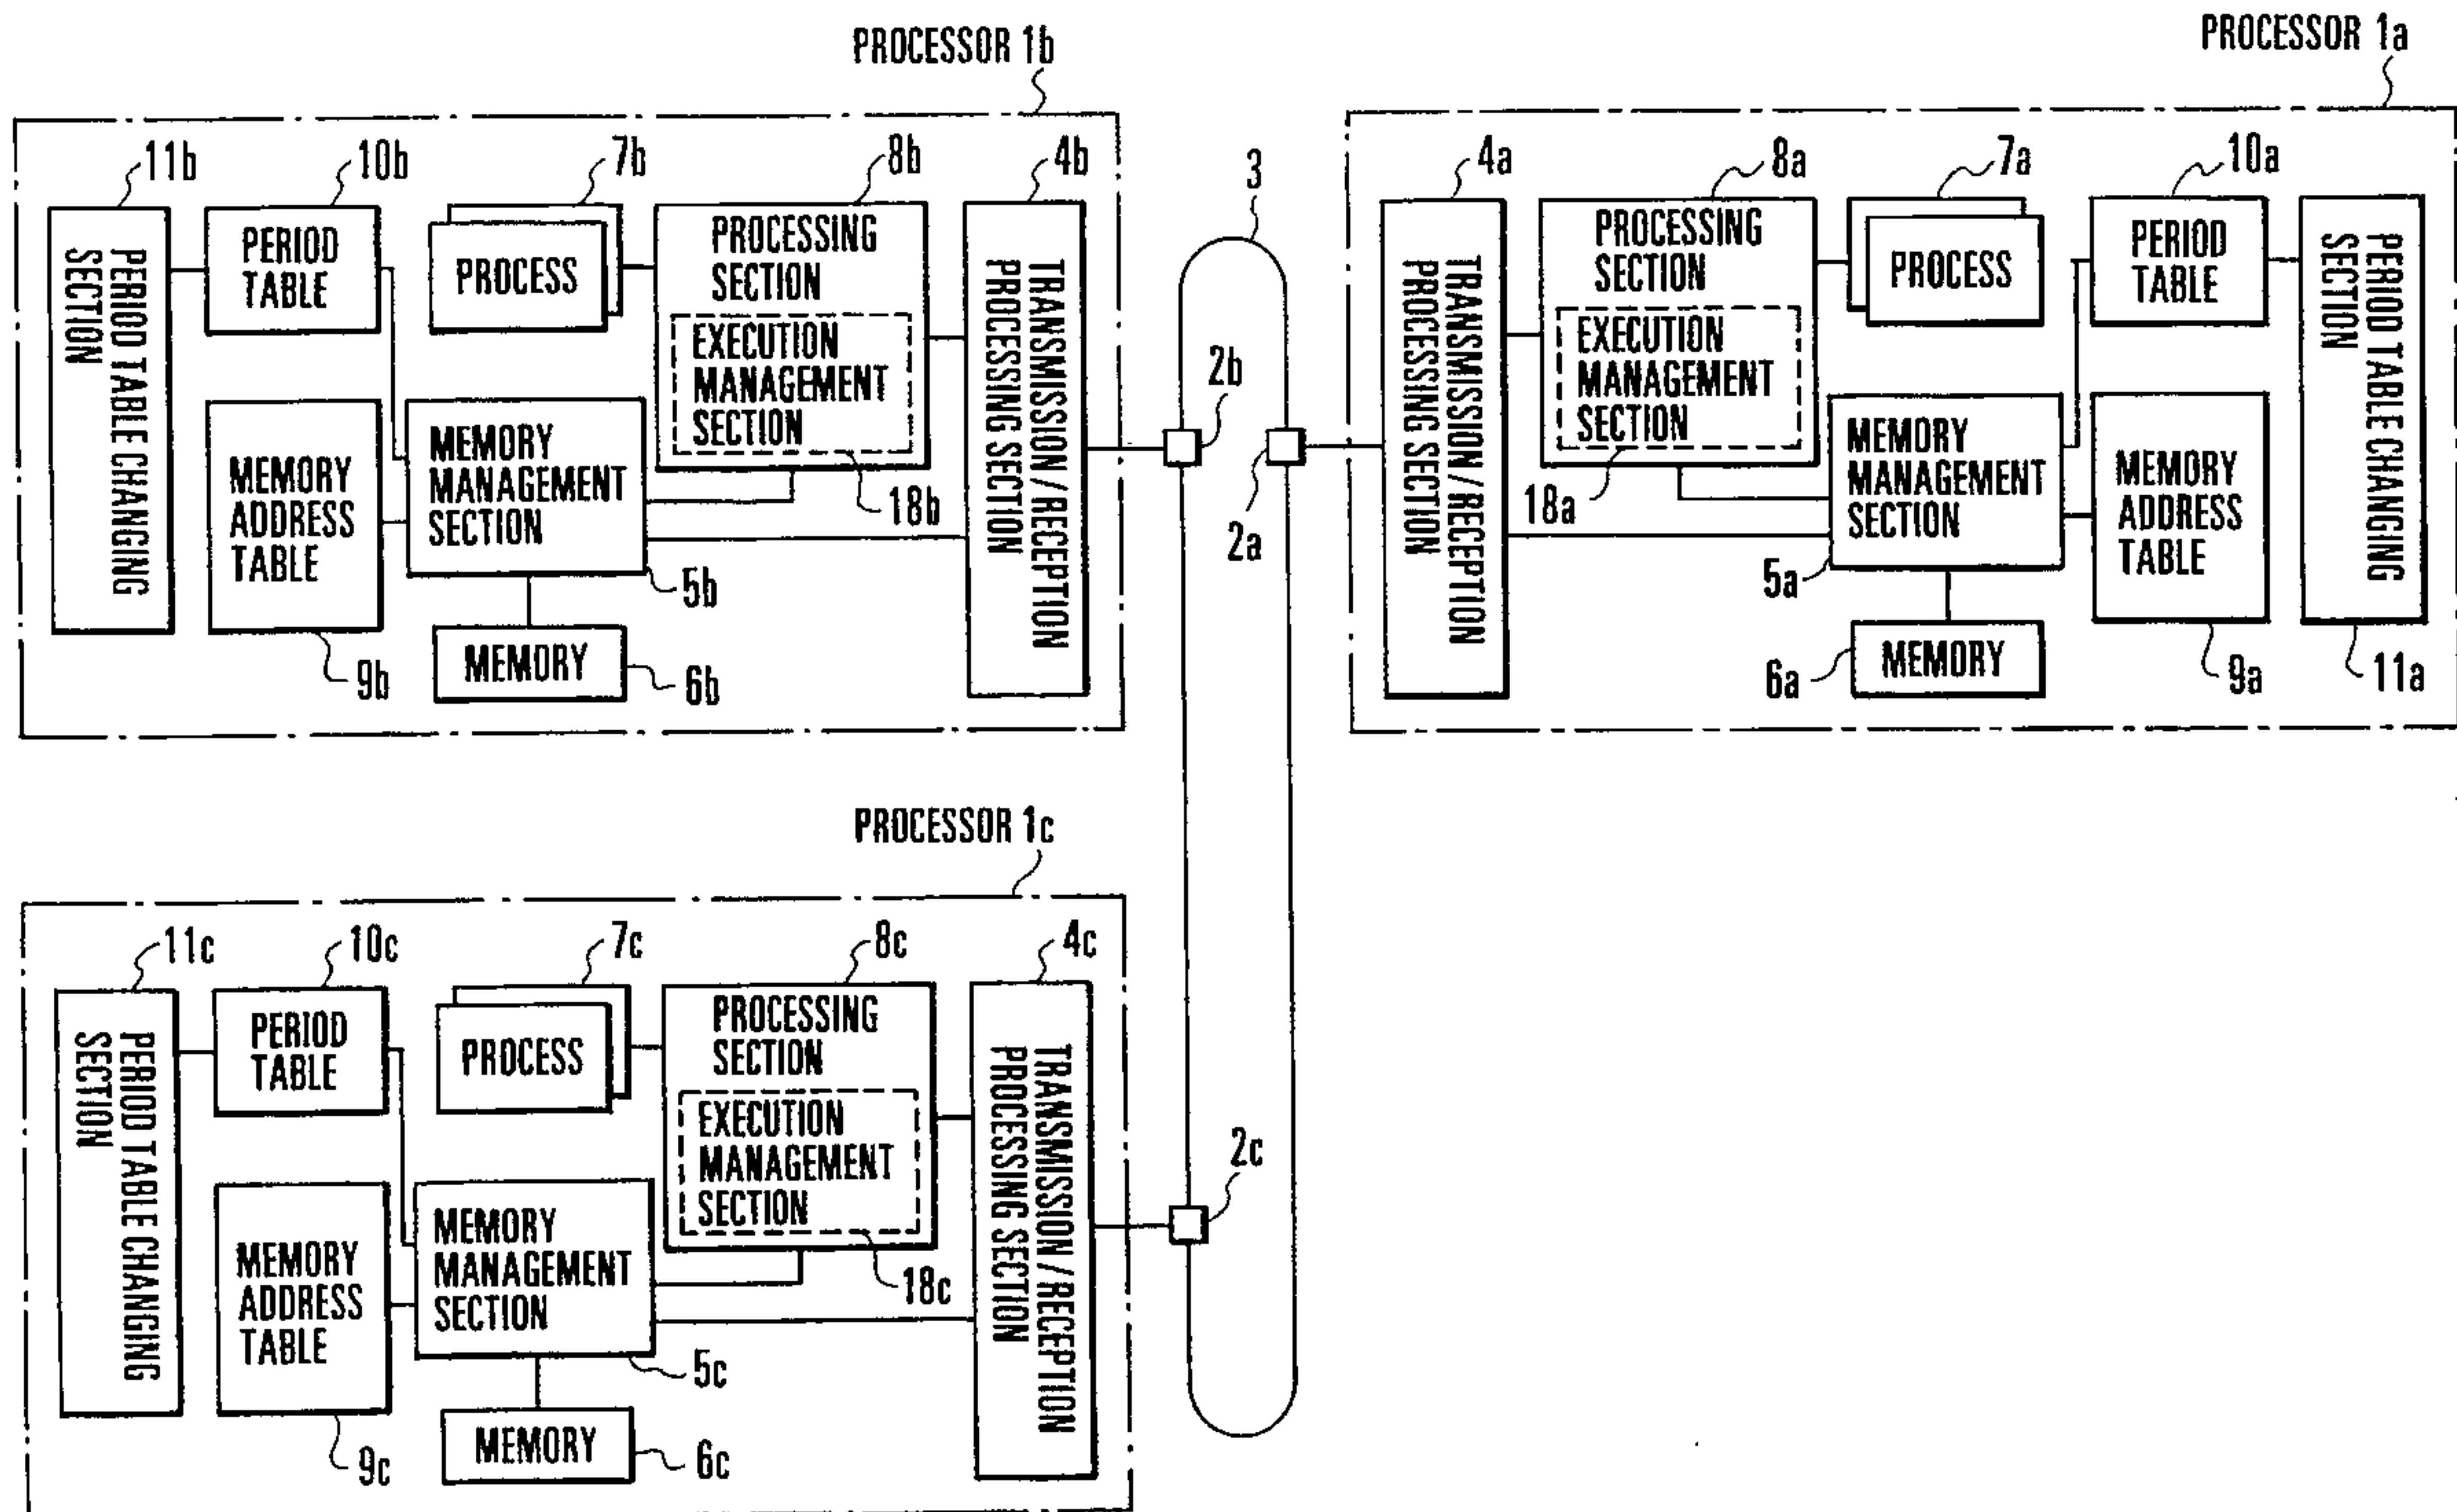 PROCESSOR 1b
11b
10b
7b
8b
4b
PERIOD TABLE CHANGING
SECTION
PERIOD
TABLE
PROCESS
PROCESSING
SECTION
EXECUTION
MANAGEMENT
SECTION
18b
TRANSMISSION / RECEPTION
PROCESSING SECTION
MEMORY
ADDRESS
TABLE
MEMORY
MANAGEMENT
SECTION
5b
MEMORY
9b
6b
3
2b
2a
PROCESSOR 1a
4a
8a
7a
10a
TRANSMISSION / RECEPTION
PROCESSING SECTION
PROCESSING
SECTION
EXECUTION
MANAGEMENT
SECTION
18a
PROCESS
PERIOD
TABLE
PERIOD TABLE CHANGING
SECTION
MEMORY
MANAGEMENT
SECTION
5a
MEMORY
ADDRESS
TABLE
MEMORY
6a
9a
11a
PROCESSOR 1c
11c
10c
7c
8c
4c
PERIOD TABLE CHANGING
SECTION
PERIOD
TABLE
PROCESS
PROCESSING
SECTION
EXECUTION
MANAGEMENT
SECTION
18c
TRANSMISSION / RECEPTION
PROCESSING SECTION
2c
MEMORY
ADDRESS
TABLE
MEMORY
MANAGEMENT
SECTION
5c
MEMORY
9c
6c